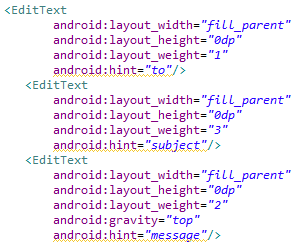 <EditText
android:layout_width="fill_parent"
android:layout_height="0dp"
android:layout_weight="1"
android:hint="to"/>
<EditText
android:layout_width="fill_parent"
android:layout_height="0dp"
android:layout_weight="3"
android:hint="subject"/>
<EditText
android:layout_width="fill_parent"
android:layout_height="0dp"
android:layout_weight="2"
android:gravity="top"
android:hint="message"/>